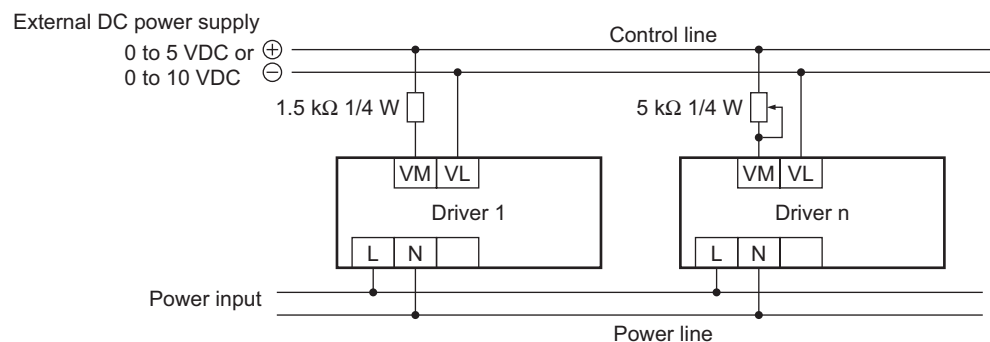 External DC power supply
0 to 5 VDC or ⊕
0 to 10 VDC ⊖
Control line
1.5 kΩ 1/4 W
5 kΩ 1/4 W
VM VL
VM VL
Driver 1
Driver n
L N
L N
Power input
Power line